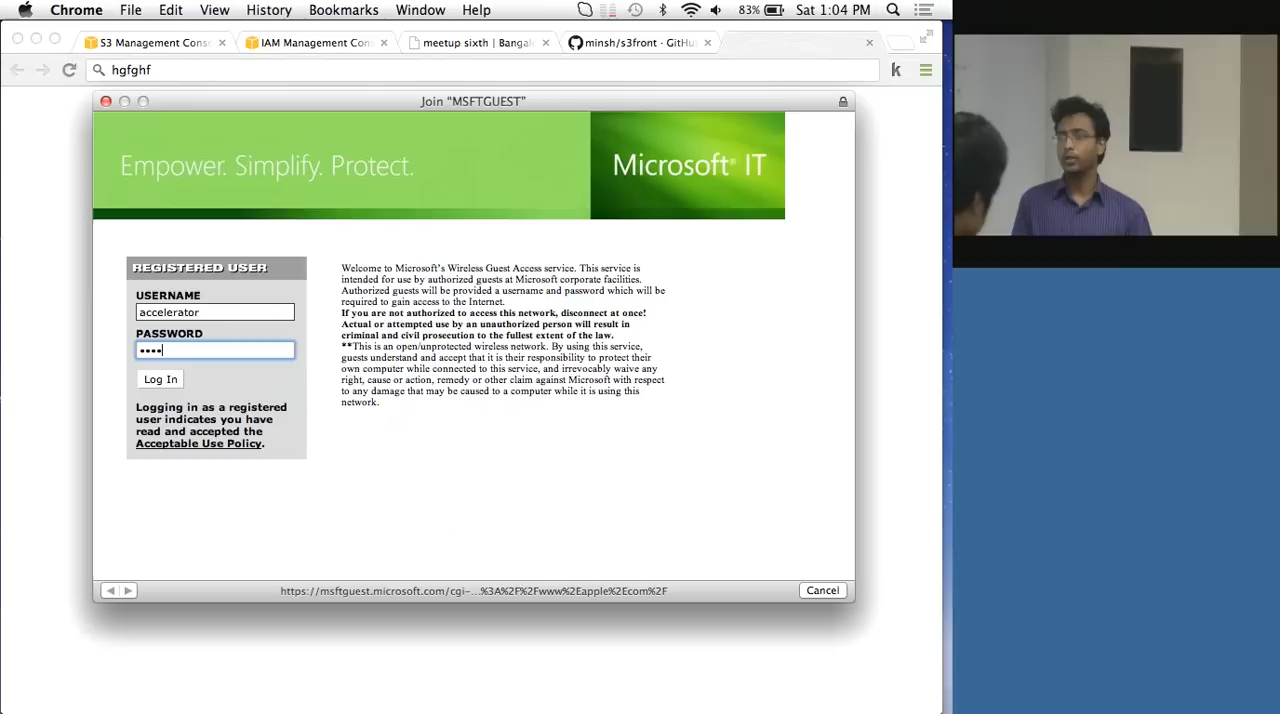 Chrome File Edit View History Bookmarks Window Help 83% Sat 1:04 PM
S3 Management Cons
IAM Management Con
meetup sixth | Bangal
minsh/s3front · GitHu
hgfghf
k
Join “MSFTGUEST”
Empower. Simplify. Protect.
Microsoft® IT
REGISTERED USER
USERNAME
accelerator
PASSWORD
••••
Log In
Logging in as a registered
user indicates you have
read and accepted the
Acceptable Use Policy.
Welcome to Microsoft's Wireless Guest Access service. This service is
intended for use by authorized guests at Microsoft corporate facilities.
Authorized guests will be provided a username and password which will be
required to gain access to the Internet.
If you are not authorized to access this network, disconnect at once!
Actual or attempted use by an unauthorized person will result in
criminal and civil prosecution to the fullest extent of the law.
**This is an open/unprotected wireless network. By using this service,
guests understand and accept that it is their responsibility to protect their
own computer while connected to this service, and irrevocably waive any
right, cause or action, remedy or other claim against Microsoft with respect
to any damage that may be caused to a computer while it is using this
network.
https://msftguest.microsoft.com/cgi-...%3A%2F%2Fwww%2Eapple%2Ecom%2F
Cancel